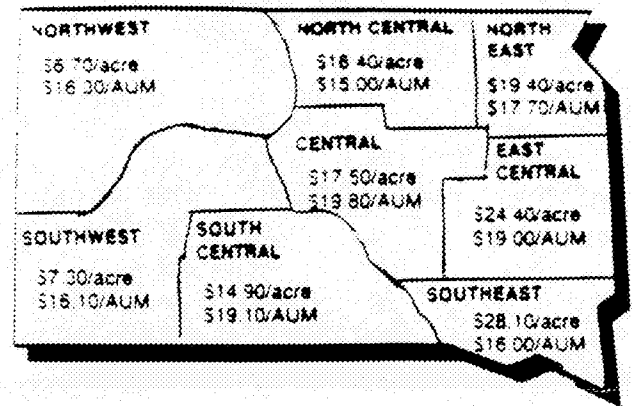 NORTHWEST
$6.70/acre
$16.00/AUM
NORTH CENTRAL
$18.40/acre
$15.00/AUM
NORTH
EAST
$19.40/acre
$17.70/AUM
CENTRAL
$17.50/acre
$19.80/AUM
EAST
CENTRAL
$24.40/acre
$19.00/AUM
SOUTHWEST
$7.00/acre
$16.10/AUM
SOUTH
CENTRAL
$14.90/acre
$19.10/AUM
SOUTHEAST
$28.10/acre
$16.00/AUM